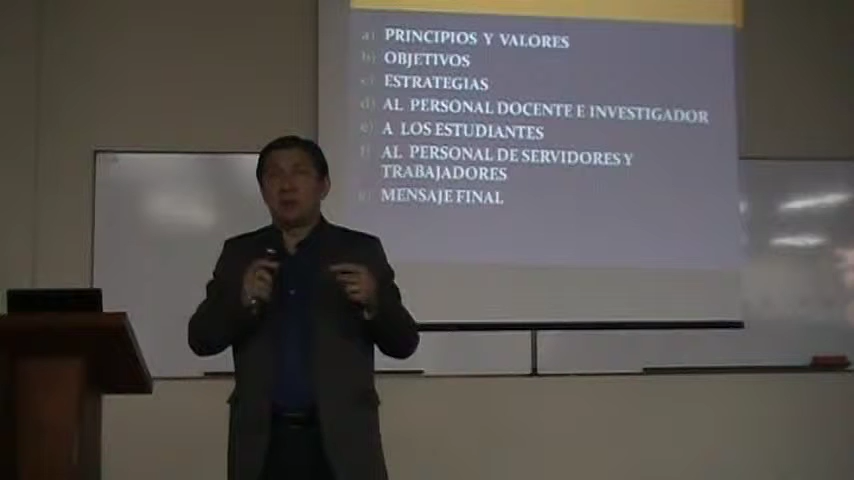 a) PRINCIPIOS Y VALORES
b) OBJETIVOS
c) ESTRATEGIAS
d) AL PERSONAL DOCENTE E INVESTIGADOR
e) A LOS ESTUDIANTES
f) AL PERSONAL DE SERVIDORES Y
TRABAJADORES
g) MENSAJE FINAL